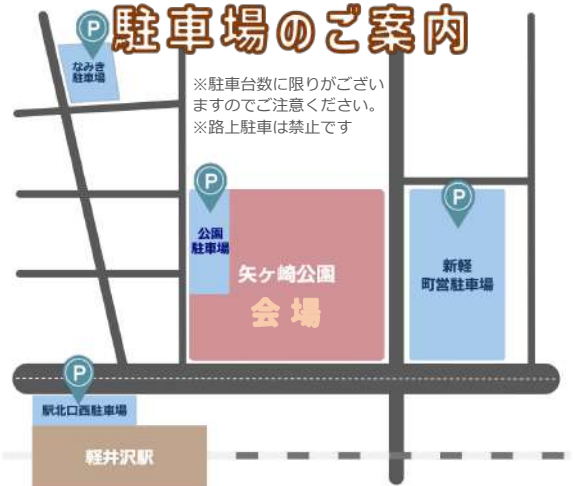 駐車場のご案内
P
なみき
駐車場
※駐車台数に限りがござい
ますのでご注意ください。
※路上駐車は禁止です
P
公園
駐車場
矢ヶ崎公園
会場
P
新軽
町営駐車場
P
駅北口西駐車場
軽井沢駅